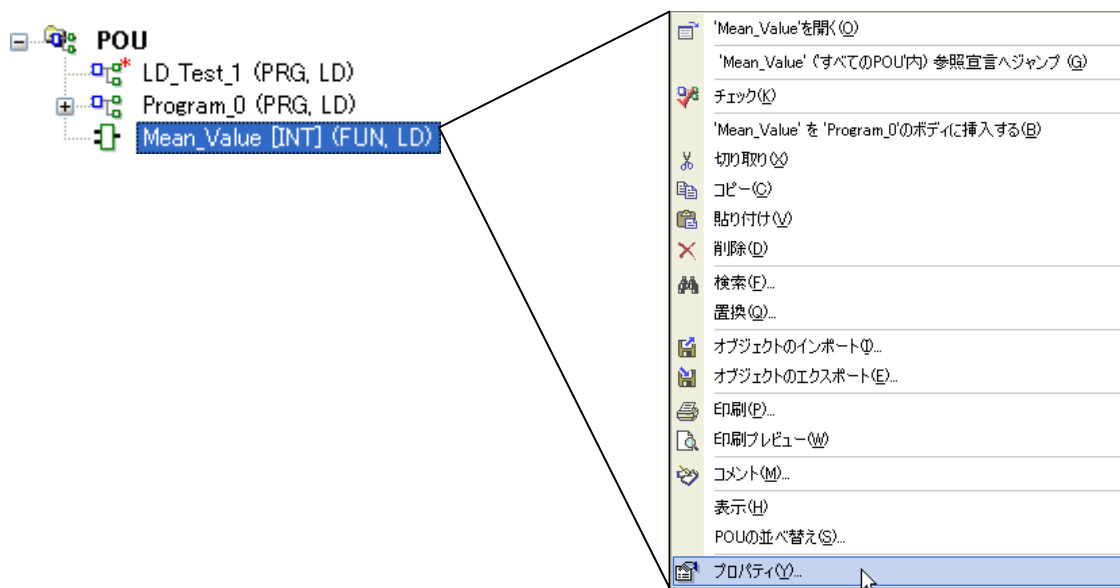 POU
LD_Test_1 (PRG, LD)
Program_0 (PRG, LD)
Mean_Value [INT] (FUN, LD)
'Mean_Value'を開く(O)
'Mean_Value' (すべてのPOU内) 参照宣言へジャンプ (G)
チェック(K)
'Mean_Value' を 'Program_0'のボディに挿入する(B)
切り取り(X)
コピー(C)
貼り付け(V)
削除(D)
検索(F)...
置換(Q)...
オブジェクトのインポート(I)...
オブジェクトのエクスポート(E)...
印刷(P)...
印刷プレビュー(W)
コメント(M)...
表示(H)
POUの並べ替え(S)...
プロパティ(Y)...